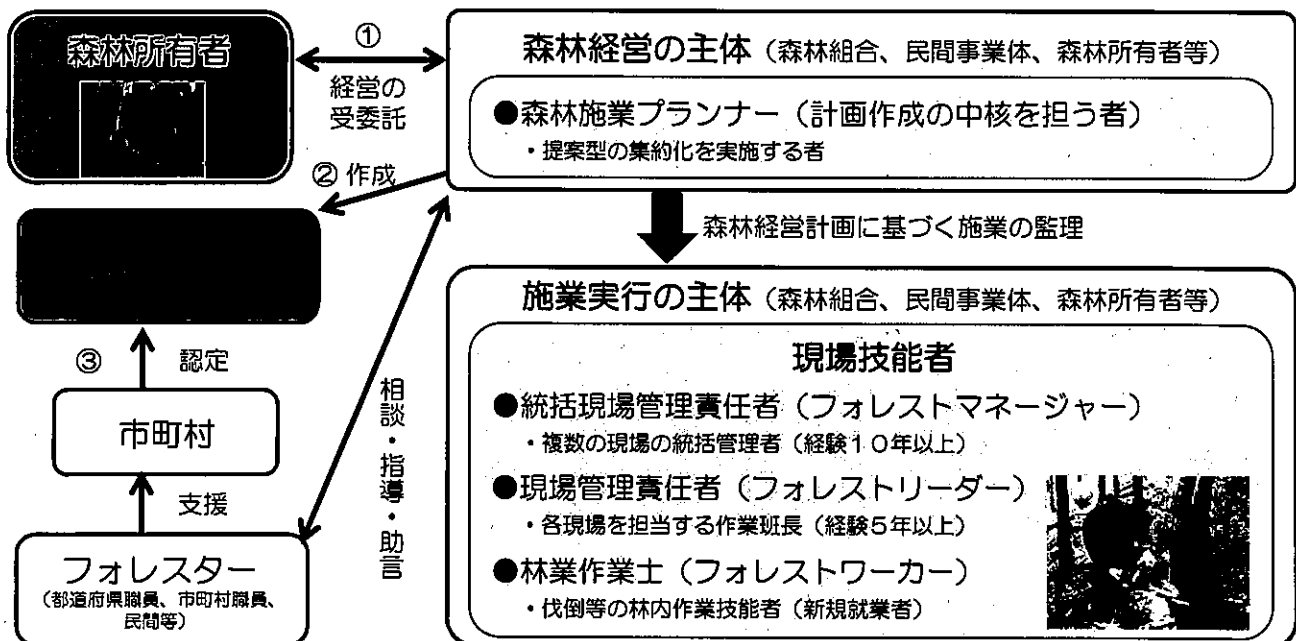 森林所有者
①
経営の
受委託
森林経営の主体（森林組合、民間事業体、森林所有者等）
●森林施業プランナー（計画作成の中核を担う者）
・提案型の集約化を実施する者
②作成
森林経営計画に基づく施業の監理
③
認定
市町村
支援
フォレスター
（都道府県職員、市町村職員、
民間等）
相談・指導・助言
施業実行の主体（森林組合、民間事業体、森林所有者等）
現場技能者
●統括現場管理責任者（フォレストマネージャー）
・複数の現場の統括管理者（経験１０年以上）
●現場管理責任者（フォレストリーダー）
・各現場を担当する作業班長（経験５年以上）
●林業作業士（フォレストワーカー）
・伐倒等の林内作業技能者（新規就業者）